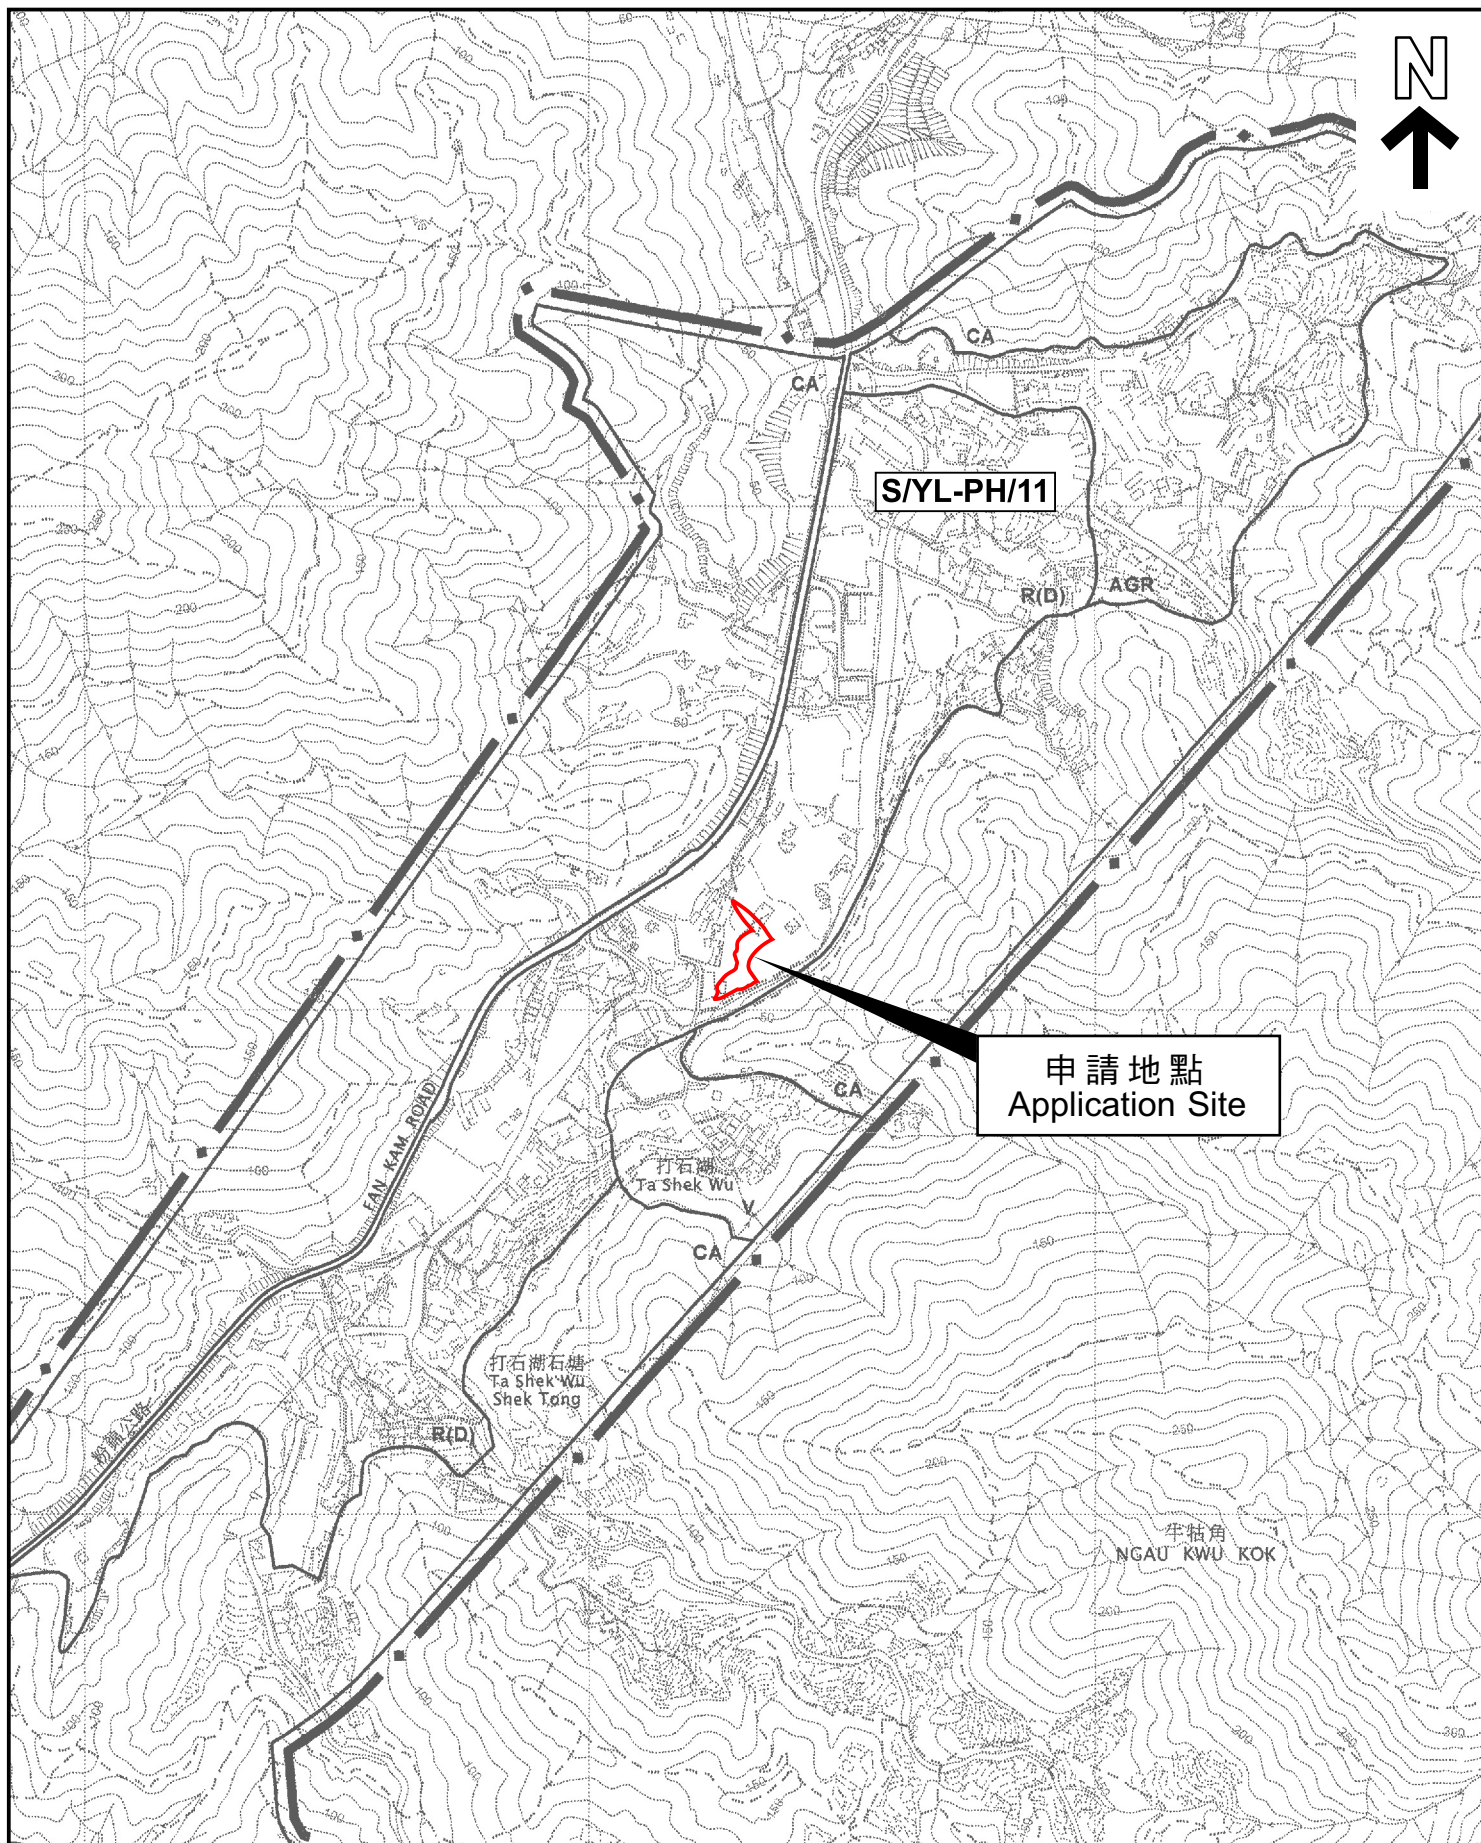 N
CA
CA
S/YL-PH/11
R(D)
AGR
申請地點
Application Site
CA
FAN KAM ROAD
打石湖
Ta Shek Wu
V
CA
打石湖石塘
Ta Shek Wu
Shek Tong
粉錦公路
R(D)
牛牯角
NGAU KWU KOK